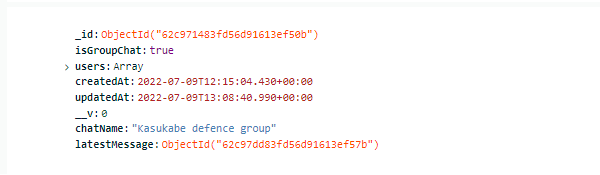 _id: ObjectId("62c971483fd56d91613ef50b")
isGroupChat: true
users: Array
createdAt: 2022-07-09T12:15:04.430+00:00
updatedAt: 2022-07-09T13:08:40.990+00:00
__v: 0
chatName: "Kasukabe defence group"
latestMessage: ObjectId("62c97dd83fd56d91613ef57b")